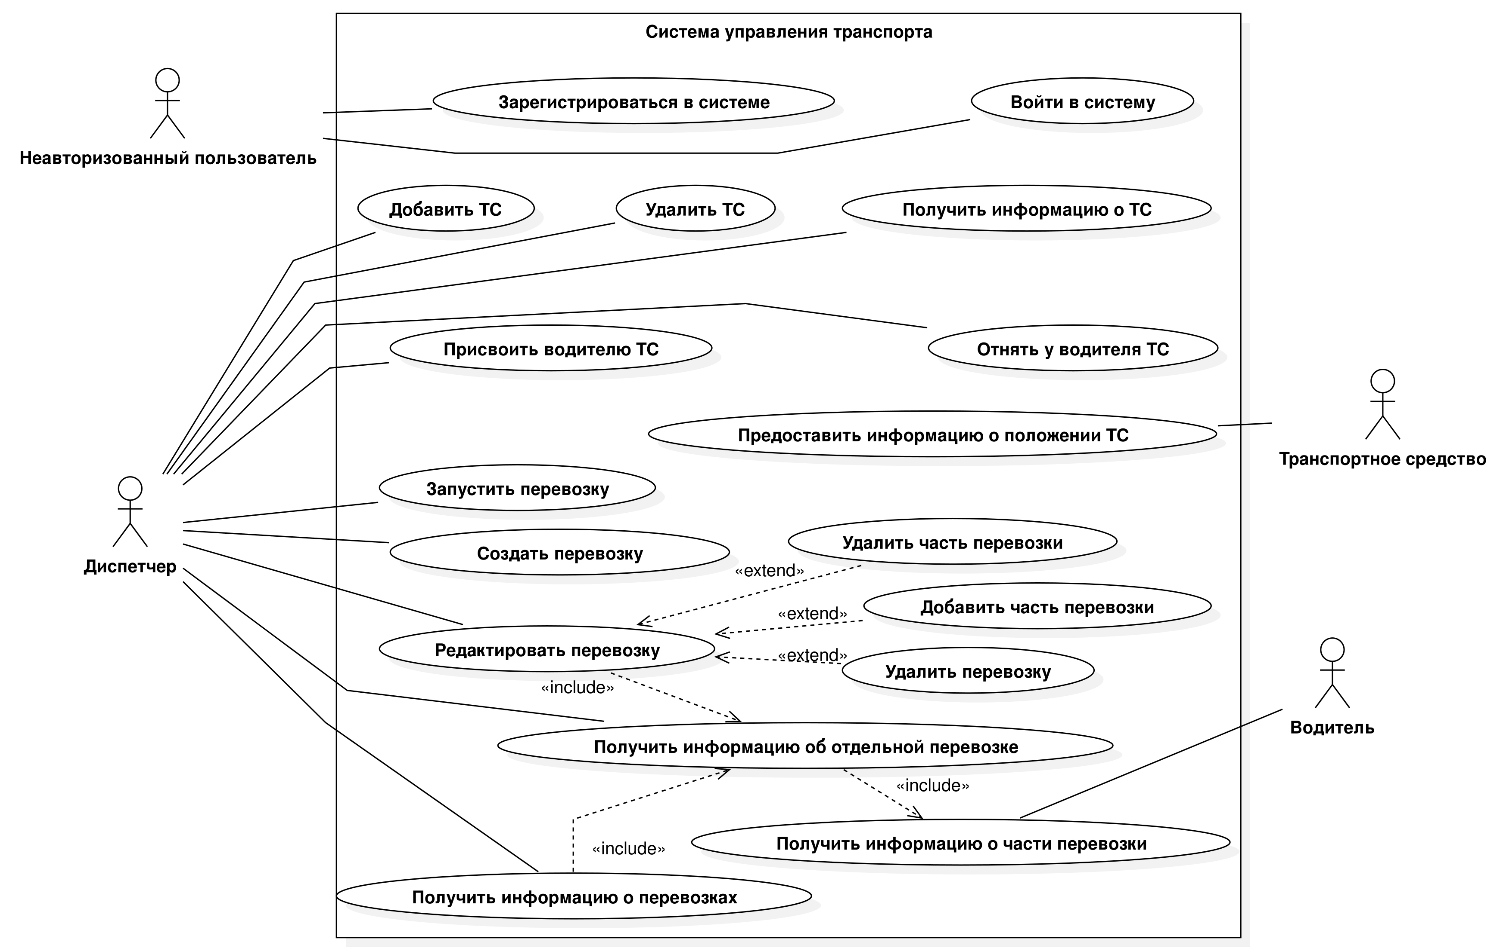 Система управления транспорта
Зарегистрироваться в системе
Войти в систему
Неавторизованный пользователь
Добавить ТС
Удалить ТС
Получить информацию о ТС
Присвоить водителю ТС
Отнять у водителя ТС
Предоставить информацию о положении ТС
Транспортное средство
Запустить перевозку
Создать перевозку
Удалить часть перевозки
Диспетчер
«extend»
Добавить часть перевозки
«extend»
Редактировать перевозку
«extend»
Удалить перевозку
«include»
Водитель
Получить информацию об отдельной перевозке
«include»
Получить информацию о части перевозки
«include»
Получить информацию о перевозках